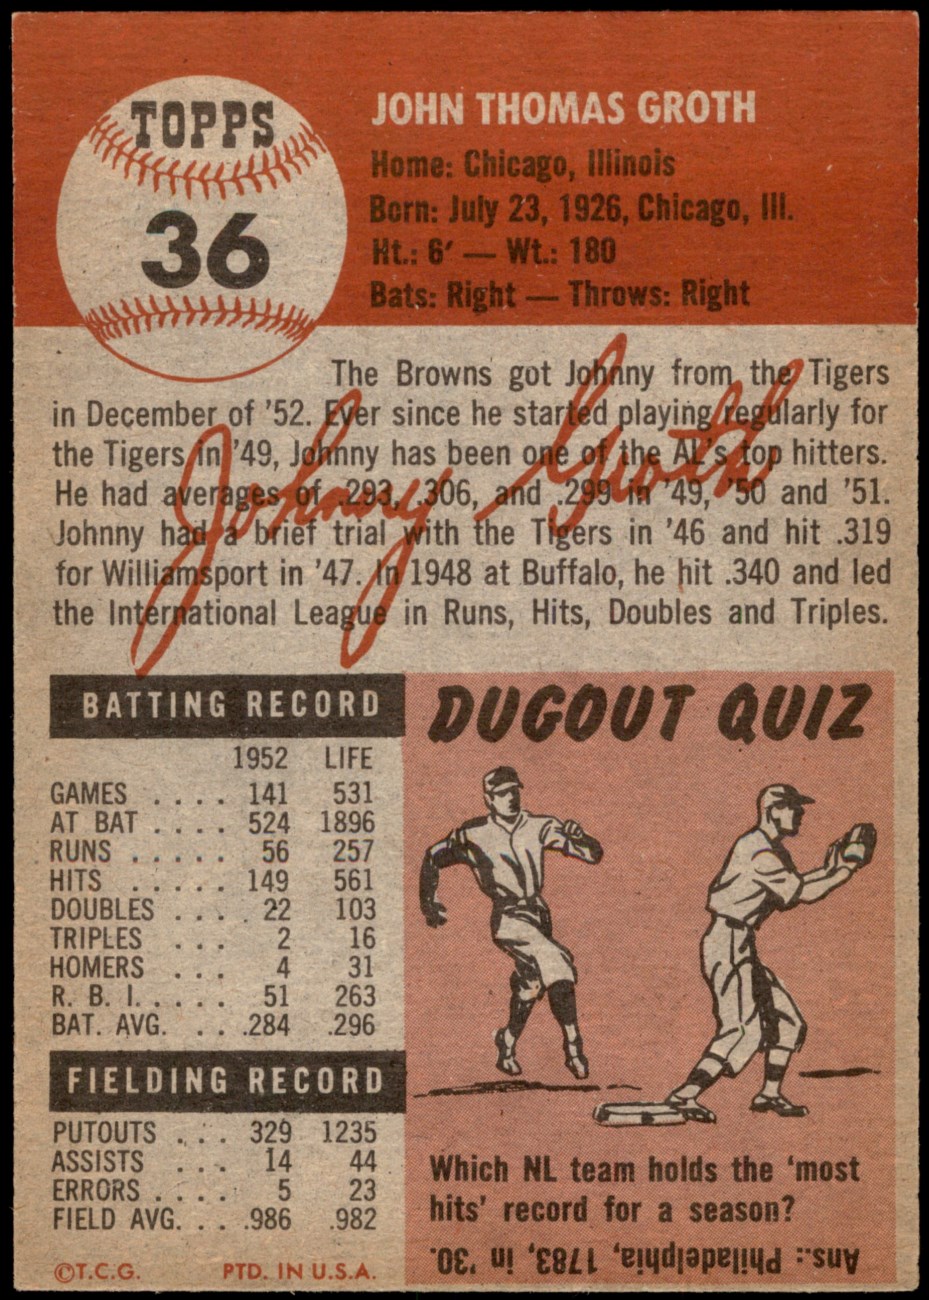 TOPPS
36
JOHN THOMAS GROTH
Home: Chicago, Illinois
Born: July 23, 1926, Chicago, Ill.
Ht.: 6′ — Wt.: 180
Bats: Right — Throws: Right
The Browns got Johnny from the Tigers
in December of '52. Ever since he started playing regularly for
the Tigers in '49, Johnny has been one of the AL's top hitters.
He had averages of .293, .306, and .299 in '49, '50 and '51.
Johnny had a brief trial with the Tigers in '46 and hit .319
for Williamsport in '47. In 1948 at Buffalo, he hit .340 and led
the International League in Runs, Hits, Doubles and Triples.
Johnny Groth
BATTING RECORD
1952 LIFE
GAMES . . . . 141 531
AT BAT . . . . 524 1896
RUNS . . . . . 56 257
HITS . . . . . 149 561
DOUBLES . . . 22 103
TRIPLES . . . 2 16
HOMERS . . . 4 31
R. B. I. . . . . 51 263
BAT. AVG. . . .284 .296
FIELDING RECORD
PUTOUTS . . . 329 1235
ASSISTS . . . 14 44
ERRORS . . . . 5 23
FIELD AVG. . . .986 .982
©T.C.G. PTD. IN U.S.A.
DUGOUT QUIZ
Which NL team holds the 'most
hits' record for a season?
Ans.: Philadelphia, 1783, in '30.